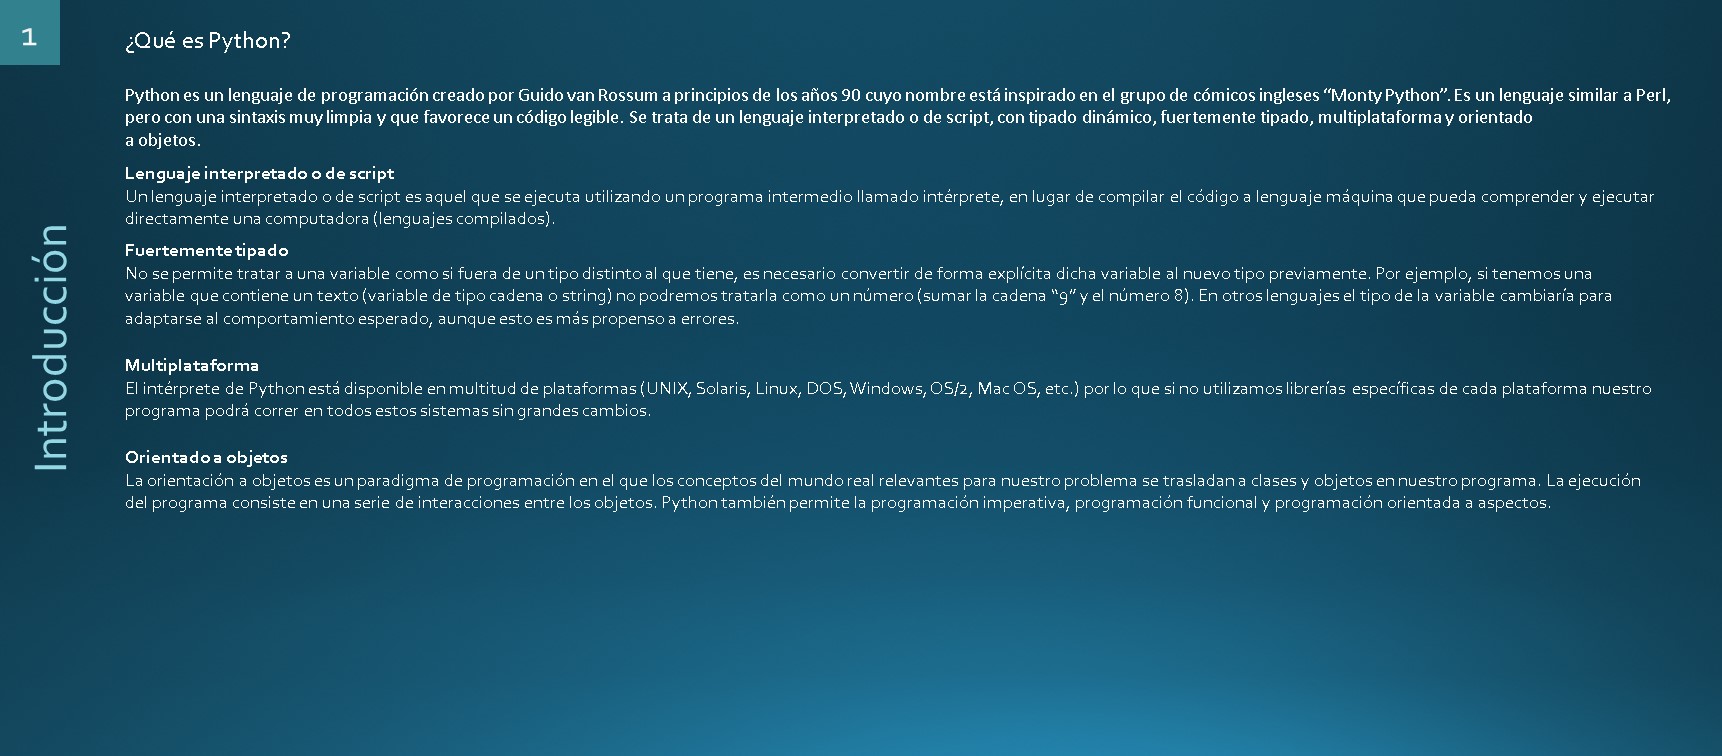 1
¿Qué es Python?
Python es un lenguaje de programación creado por Guido van Rossum a principios de los años 90 cuyo nombre está inspirado en el grupo de cómicos ingleses “Monty Python”. Es un lenguaje similar a Perl,
pero con una sintaxis muy limpia y que favorece un código legible. Se trata de un lenguaje interpretado o de script, con tipado dinámico, fuertemente tipado, multiplataforma y orientado
a objetos.
Lenguaje interpretado o de script
Un lenguaje interpretado o de script es aquel que se ejecuta utilizando un programa intermedio llamado intérprete, en lugar de compilar el código a lenguaje máquina que pueda comprender y ejecutar
directamente una computadora (lenguajes compilados).
Fuertemente tipado
No se permite tratar a una variable como si fuera de un tipo distinto al que tiene, es necesario convertir de forma explícita dicha variable al nuevo tipo previamente. Por ejemplo, si tenemos una
variable que contiene un texto (variable de tipo cadena o string) no podremos tratarla como un número (sumar la cadena “9” y el número 8). En otros lenguajes el tipo de la variable cambiaría para
adaptarse al comportamiento esperado, aunque esto es más propenso a errores.
Multiplataforma
El intérprete de Python está disponible en multitud de plataformas (UNIX, Solaris, Linux, DOS, Windows, OS/2, Mac OS, etc.) por lo que si no utilizamos librerías específicas de cada plataforma nuestro
programa podrá correr en todos estos sistemas sin grandes cambios.
Orientado a objetos
La orientación a objetos es un paradigma de programación en el que los conceptos del mundo real relevantes para nuestro problema se trasladan a clases y objetos en nuestro programa. La ejecución
del programa consiste en una serie de interacciones entre los objetos. Python también permite la programación imperativa, programación funcional y programación orientada a aspectos.
Introducción